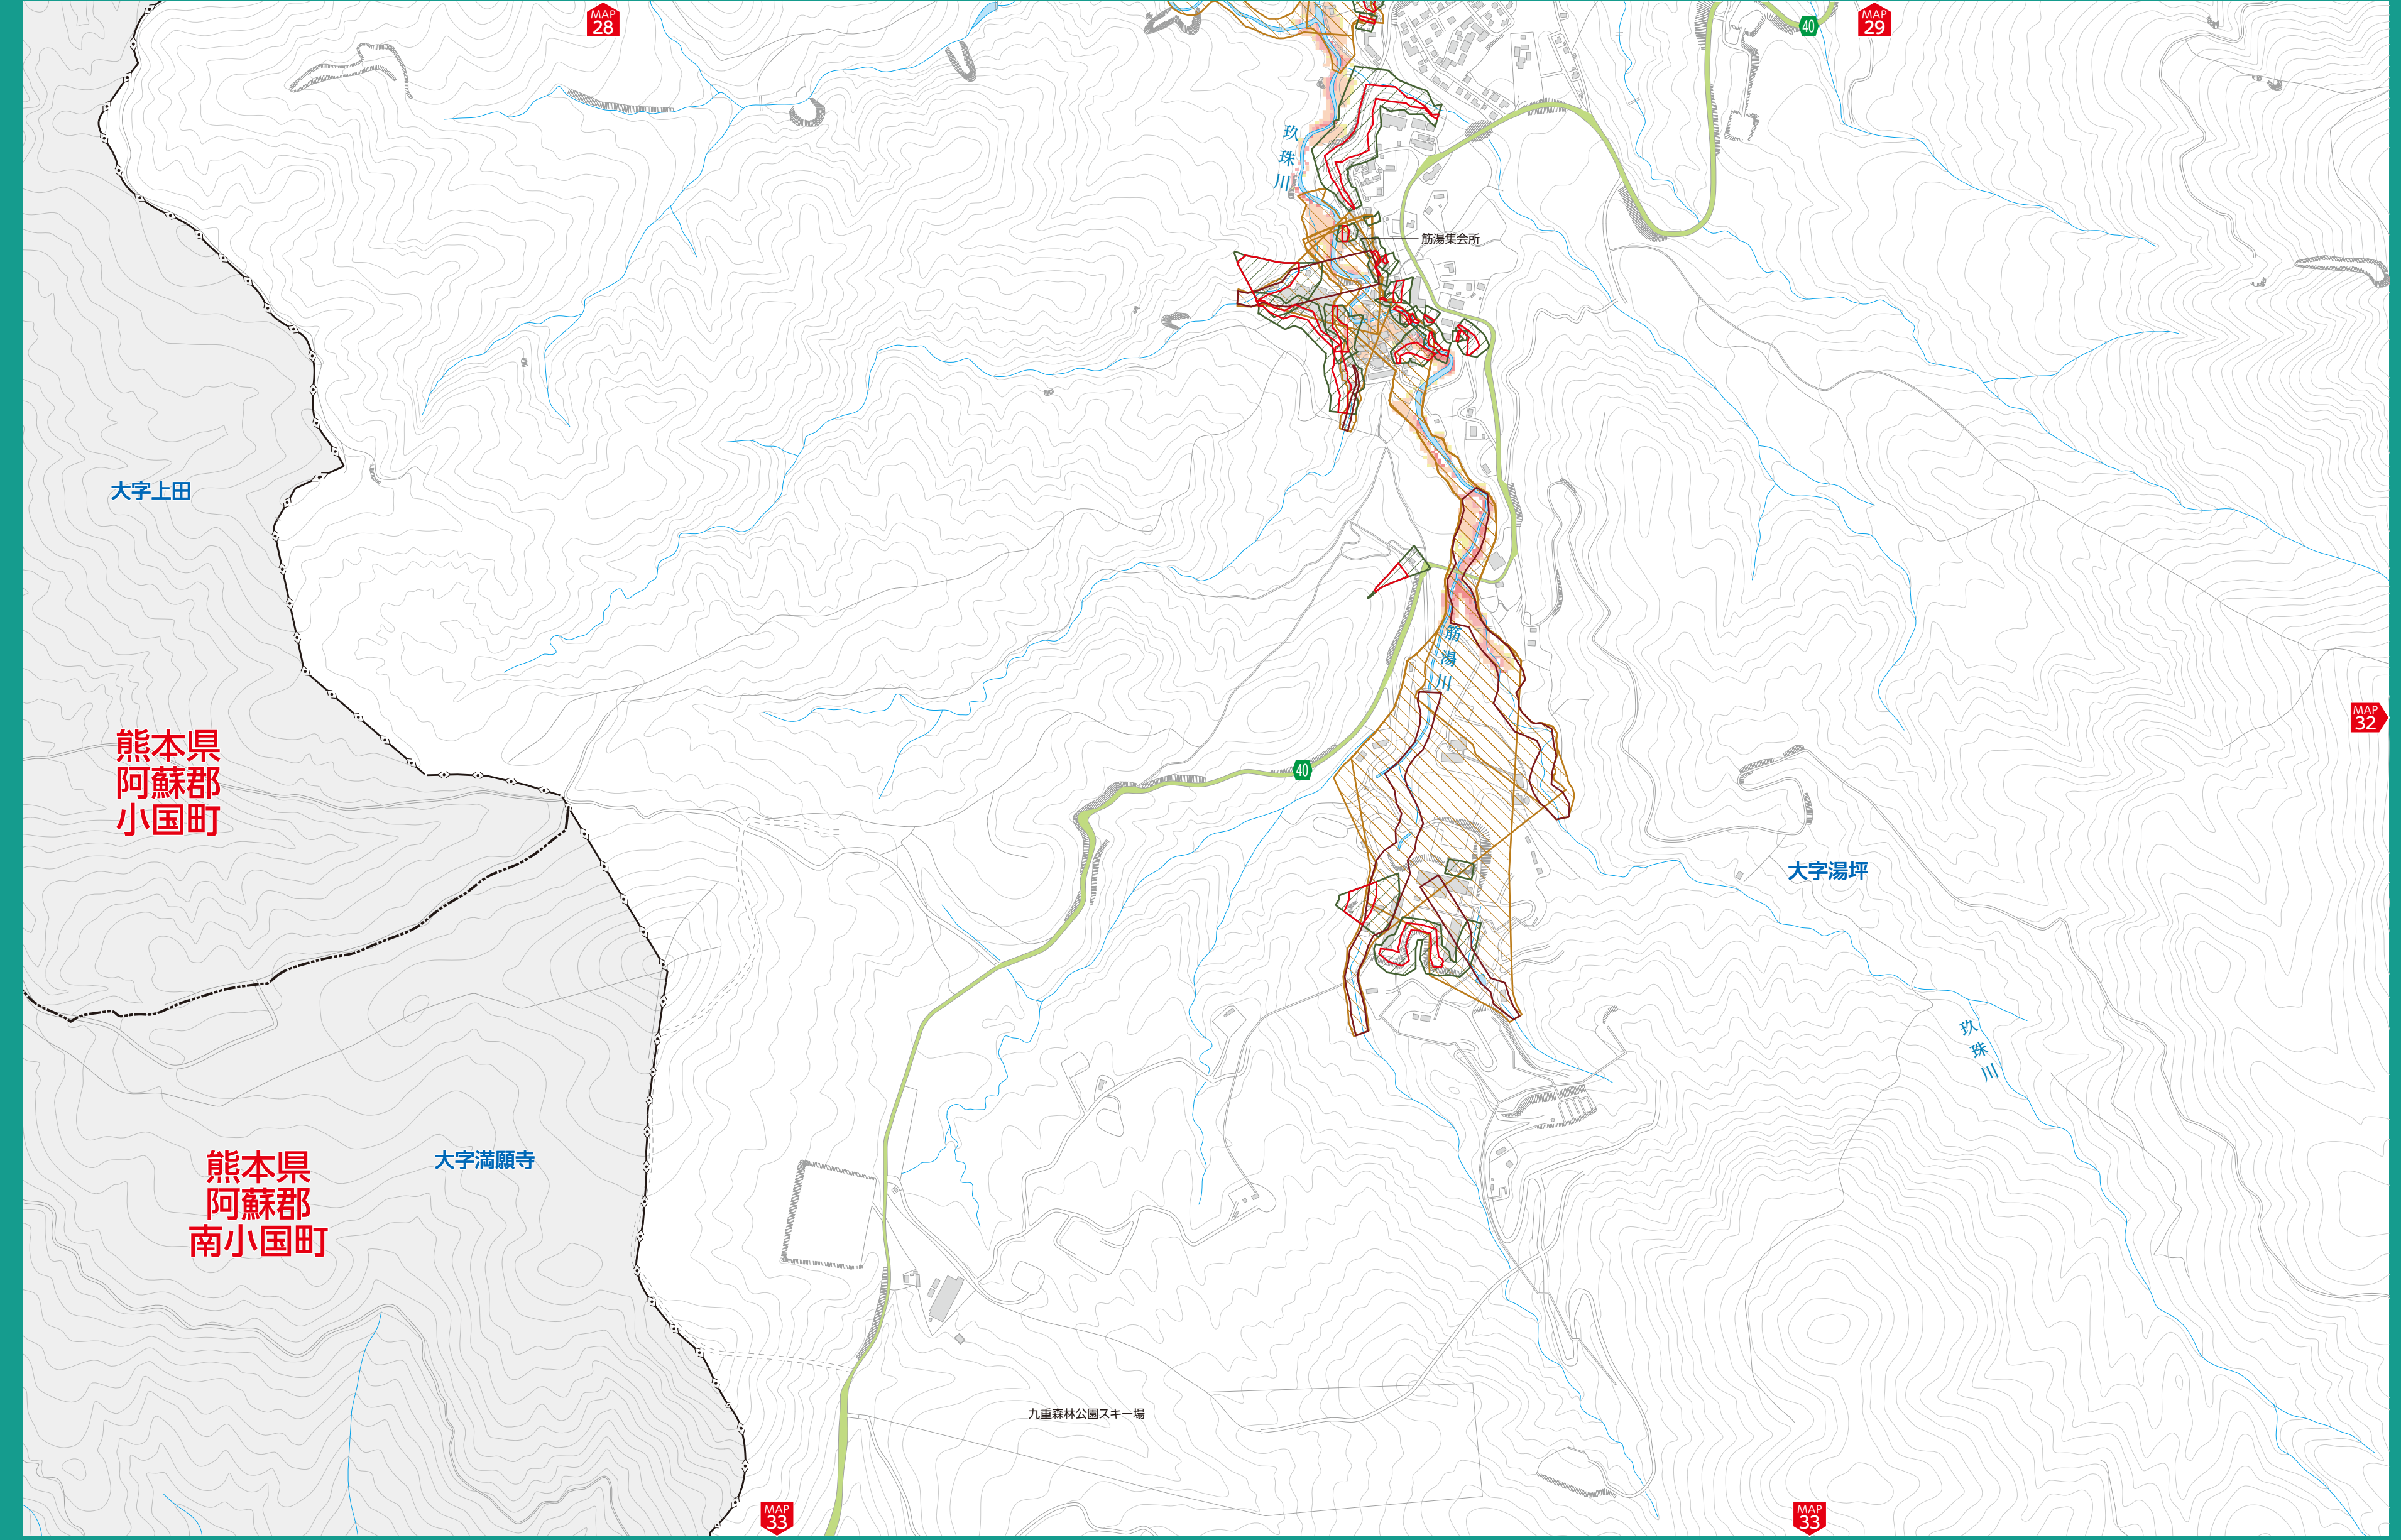 MAP
28
40
MAP
29
玖珠川
筋湯集会所
大字上田
筋湯川
MAP
32
熊本県
阿蘇郡
小国町
40
大字湯坪
玖珠川
熊本県
阿蘇郡
南小国町
大字満願寺
九重森林公園スキー場
MAP
33
MAP
33